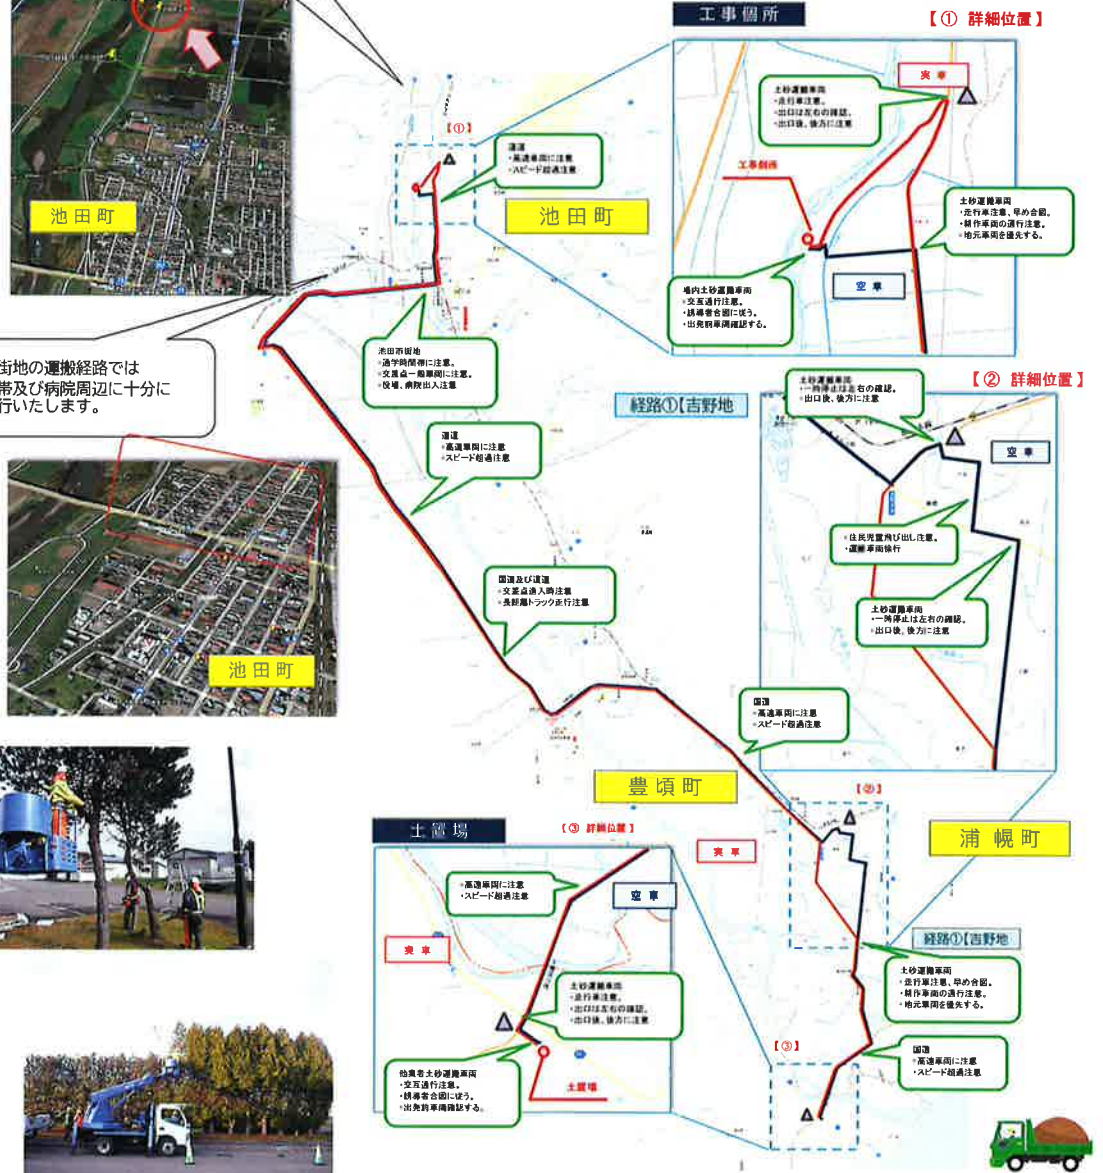 工事個所
【① 詳細位置】
実車
土砂運搬車両
・走行車注意。
・出口は左右の確認。
・出口後、後方に注意
工事個所
土砂運搬車両
・走行車注意、早め合図。
・耕作車両の通行注意。
・地元車両を優先する。
場内土砂運搬車両
・交互通行注意。
・誘導者合図に従う。
・出発前車両確認する。
空車
【①】
道道
・高速車両に注意
・スピード超過注意
池田町
池田町
池田市街地
・通学時間帯に注意。
・交差点一般車両に注意。
・役場、病院出入注意
街地の運搬経路では
帯及び病院周辺に十分に
行いたします。
道道
・高速車両に注意
・スピード超過注意
経路①【吉野地
【② 詳細位置】
土砂運搬車両
・一時停止は左右の確認。
・出口後、後方に注意
空車
・住民児童飛び出し注意。
・運搬車両徐行
土砂運搬車両
・一時停止は左右の確認。
・出口後、後方に注意
国道及び道道
・交差点進入時注意
・長距離トラック走行注意
池田町
国道
・高速車両に注意
・スピード超過注意
豊頃町
【②】
浦幌町
実車
土置場
【③ 詳細位置】
・高速車両に注意
・スピード超過注意
空車
実車
土砂運搬車両
・走行車注意。
・出口は左右の確認。
・出口後、後方に注意
他業者土砂運搬車両
・交互通行注意。
・誘導者合図に従う。
・出発前車両確認する。
土置場
経路①【吉野地
土砂運搬車両
・走行車注意、早め合図。
・耕作車両の通行注意。
・地元車両を優先する。
【③】
国道
・高速車両に注意
・スピード超過注意